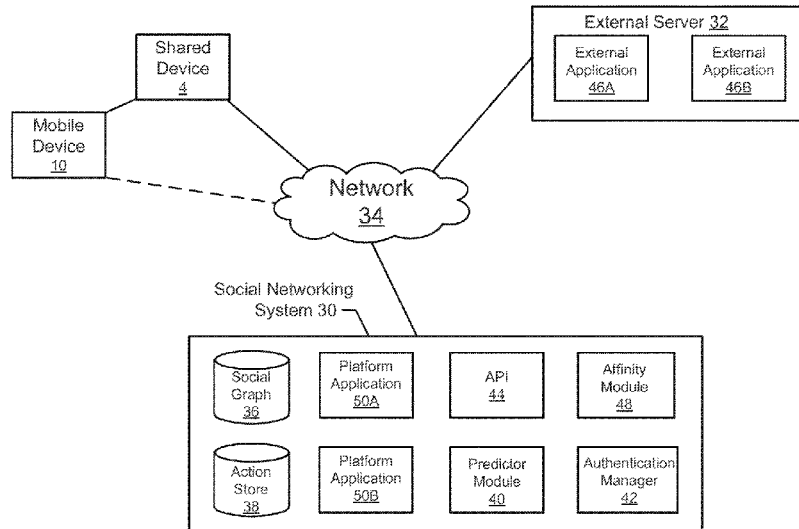 Shared
Device
4
Mobile
Device
10
External Server 32
External
Application
46A
External
Application
46B
Network
34
Social Networking
System 30
Social
Graph
36
Platform
Application
50A
API
44
Affinity
Module
48
Action
Store
38
Platform
Application
50B
Predictor
Module
40
Authentication
Manager
42